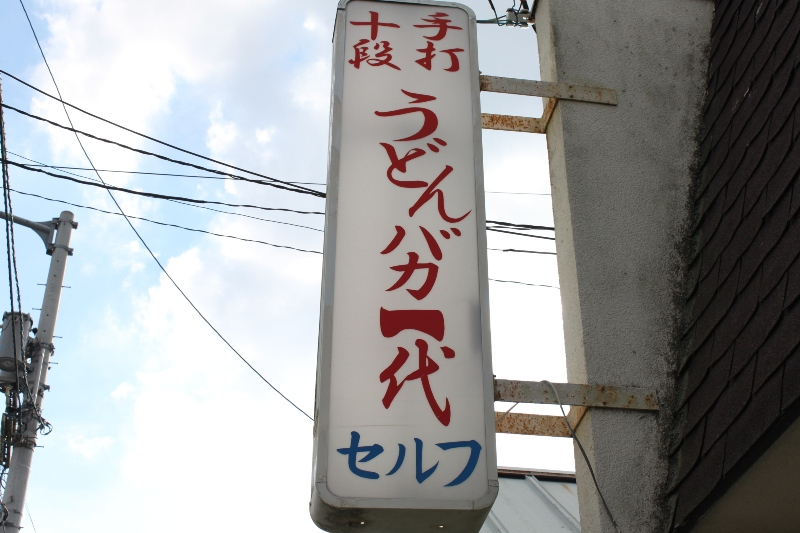 手打
十段
うどんバカ一代
セルフ